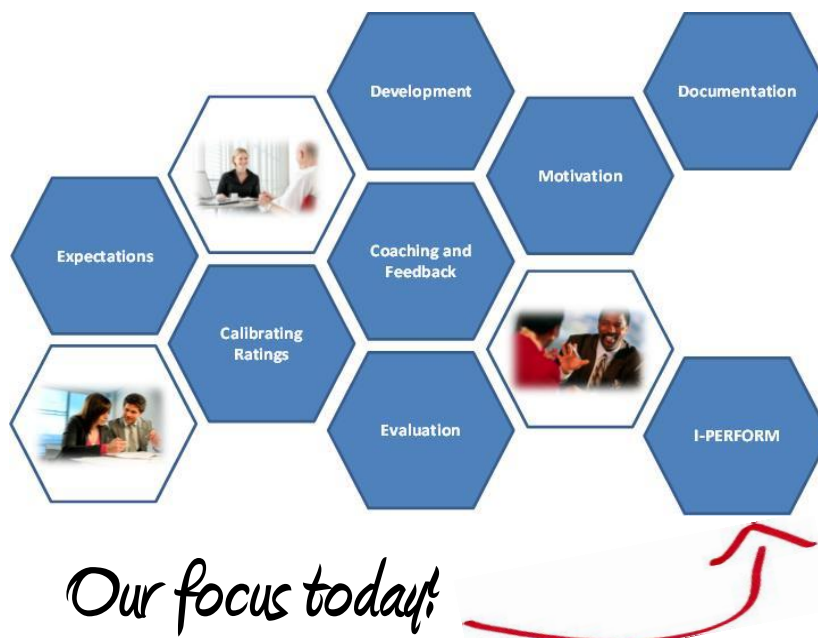 Development
Documentation
Motivation
Expectations
Coaching and
Feedback
Calibrating
Ratings
Evaluation
I-PERFORM
Our focus today!